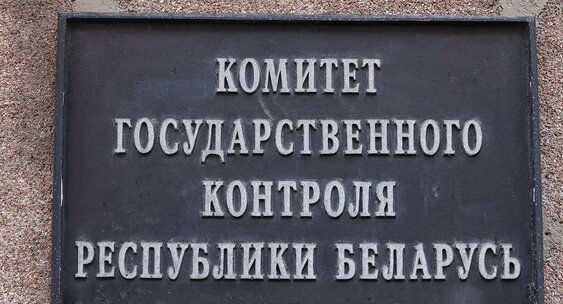 КОМИТЕТ
ГОСУДАРСТВЕННОГО
КОНТРОЛЯ
РЕСПУБЛИКИ БЕЛАРУСЬ